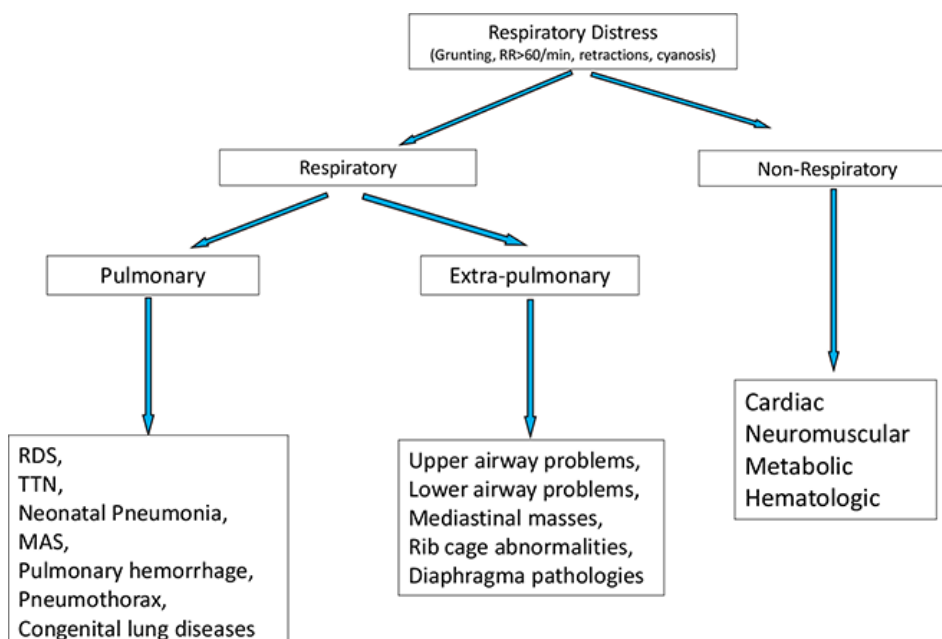 Respiratory Distress
(Grunting, RR>60/min, retractions, cyanosis)
Respiratory
Non-Respiratory
Pulmonary
Extra-pulmonary
RDS,
TTN,
Neonatal Pneumonia,
MAS,
Pulmonary hemorrhage,
Pneumothorax,
Congenital lung diseases
Upper airway problems,
Lower airway problems,
Mediastinal masses,
Rib cage abnormalities,
Diaphragma pathologies
Cardiac
Neuromuscular
Metabolic
Hematologic